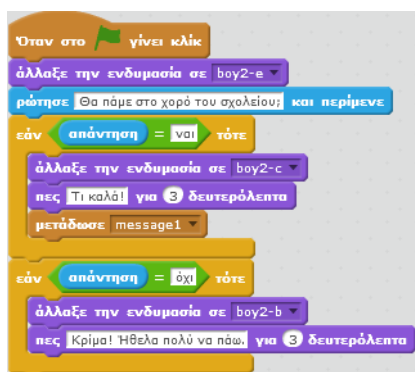 Όταν στο γίνει κλικ
άλλαξε την ενδυμασία σε boy2-e
ρώτησε Θα πάμε στο χορό του σχολείου; και περίμενε
εάν απάντηση = ναι τότε
άλλαξε την ενδυμασία σε boy2-c
πες Τι καλά! για 3 δευτερόλεπτα
μετάδωσε message1
εάν απάντηση = όχι τότε
άλλαξε την ενδυμασία σε boy2-b
πες Κρίμα! Ήθελα πολύ να πάω. για 3 δευτερόλεπτα